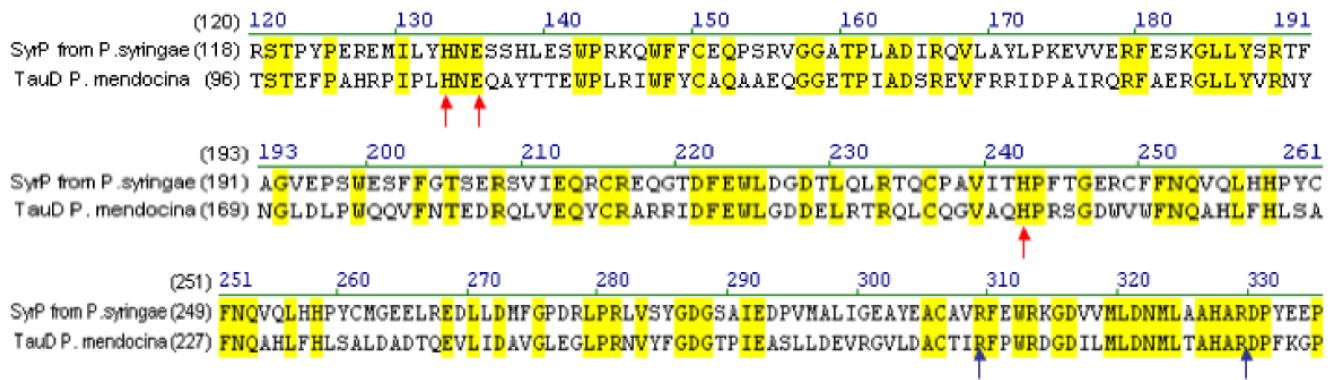 (120) 120 130 140 150 160 170 180 191
SyrP from P.syringae (118) RSTPYPEREMILYHNESSHLESWPRKQWFFCEQPSRVGGATPLADIRQVLAYLPKEVVERFESKGLLYSRTF
TauD P. mendocina (96) TSTEFPAHRPIPLHNEQAYTTEWPLRIWFYCAQAAEQGGETPIADSREVFRRIDPAIRQRFAERGLLYVRNY
(193) 193 200 210 220 230 240 250 261
SyrP from P.syringae (191) AGVEPSWESFFGTSERSVIEQRCREQGTDFEWLDGDTLQLRTQCPAVITHPFTGERCFFNQVQLHHPYC
TauD P. mendocina (169) NGLDLPWQQVFNTEDRQLVEQYCRARRIDFEWLGDDELRTRQLCQGVAQHPRSGDWVWFNQAHLFHLSA
(251) 251 260 270 280 290 300 310 320 330
SyrP from P.syringae (249) FNQVQLHHPYCMGEELREDLLDMFGPDRLPRLVSYGDGSAIEDPVMALIGEAYEACAVRFEWRKGDVVMLDNMLAAHARDPYEEP
TauD P. mendocina (227) FNQAHLFHLSALDADTQEVLIDAVGLEGLPRNVYFGDGTPIEASLLDEVRGVLDACTIRFPWRDGDILMLDNMLTAHARDPFKGP